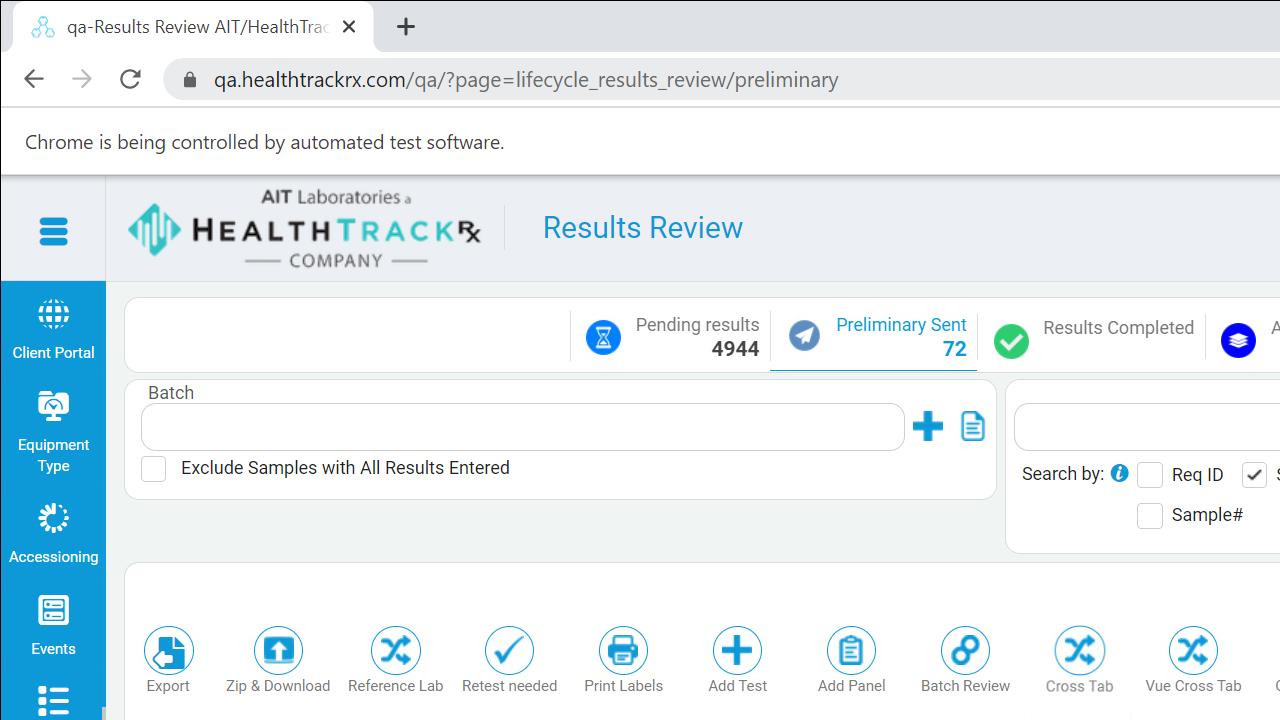 qa-Results Review AIT/HealthTrac
qa.healthtrackrx.com/qa/?page=lifecycle_results_review/preliminary
Chrome is being controlled by automated test software.
AIT Laboratories a
HEALTHTRACKRx
COMPANY
Results Review
Client Portal
Equipment
Type
Accessioning
Events
Pending results
4944
Preliminary Sent
72
Results Completed
A
Batch
Exclude Samples with All Results Entered
Search by:
Req ID
S
Sample#
Export
Zip & Download
Reference Lab
Retest needed
Print Labels
Add Test
Add Panel
Batch Review
Cross Tab
Vue Cross Tab